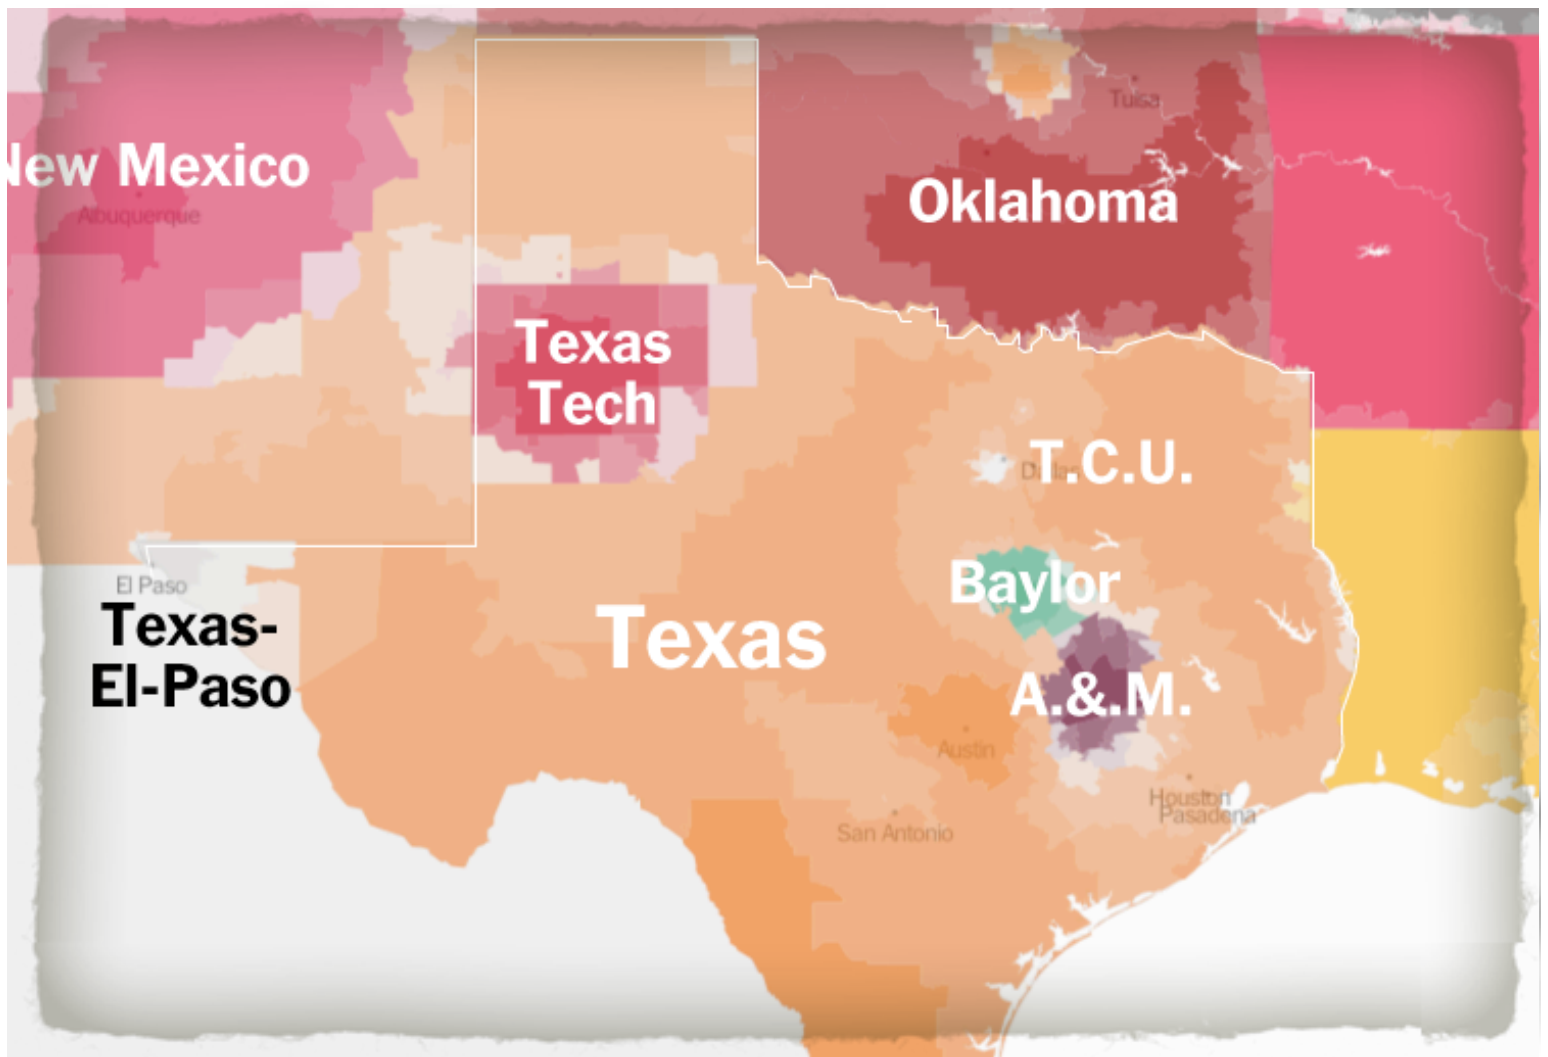 Tulsa
New Mexico
Oklahoma
Albuquerque
Texas
Tech
T.C.U.
Dallas
El Paso
Baylor
Texas-
El-Paso
Texas
A.&.M.
Austin
Houston
Pasadena
San Antonio